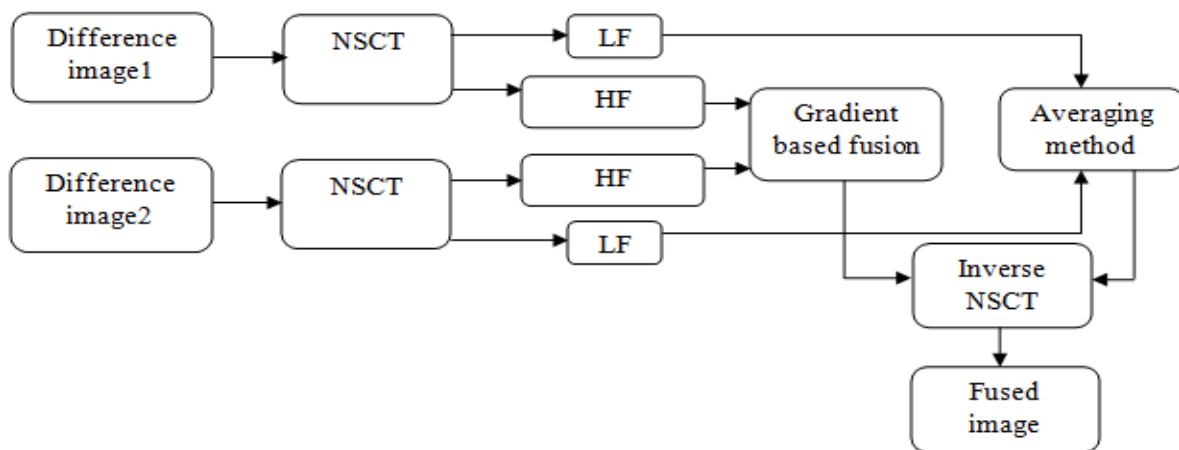 Difference
image1
NSCT
LF
HF
Gradient
based fusion
Averaging
method
Difference
image2
NSCT
HF
LF
Inverse
NSCT
Fused
image